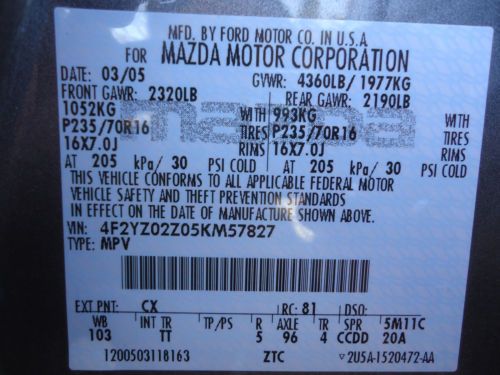 MFD. BY FORD MOTOR CO. IN U.S.A.
FOR MAZDA MOTOR CORPORATION
DATE: 03/05 GVWR: 4360LB/ 1977KG
FRONT GAWR: 2320LB REAR GAWR: 2190LB
1052KG WITH 993KG WITH
P235/70R16 TIRES P235/70R16 TIRES
16X7.0J RIMS 16X7.0J RIMS
AT 205 kPa/ 30 PSI COLD AT 205 kPa/ 30 PSI COLD
THIS VEHICLE CONFORMS TO ALL APPLICABLE FEDERAL MOTOR
VEHICLE SAFETY AND THEFT PREVENTION STANDARDS
IN EFFECT ON THE DATE OF MANUFACTURE SHOWN ABOVE.
VIN: 4F2YZ02Z05KM57827
TYPE: MPV
EXT PNT: CX RC: 81 DSO:
WB INT TR TP/PS R AXLE TR SPR 5M11C
103 TT 5 96 4 CCDD 20A
1200503118163 ZTC 2U5A-1520472-AA
mazda